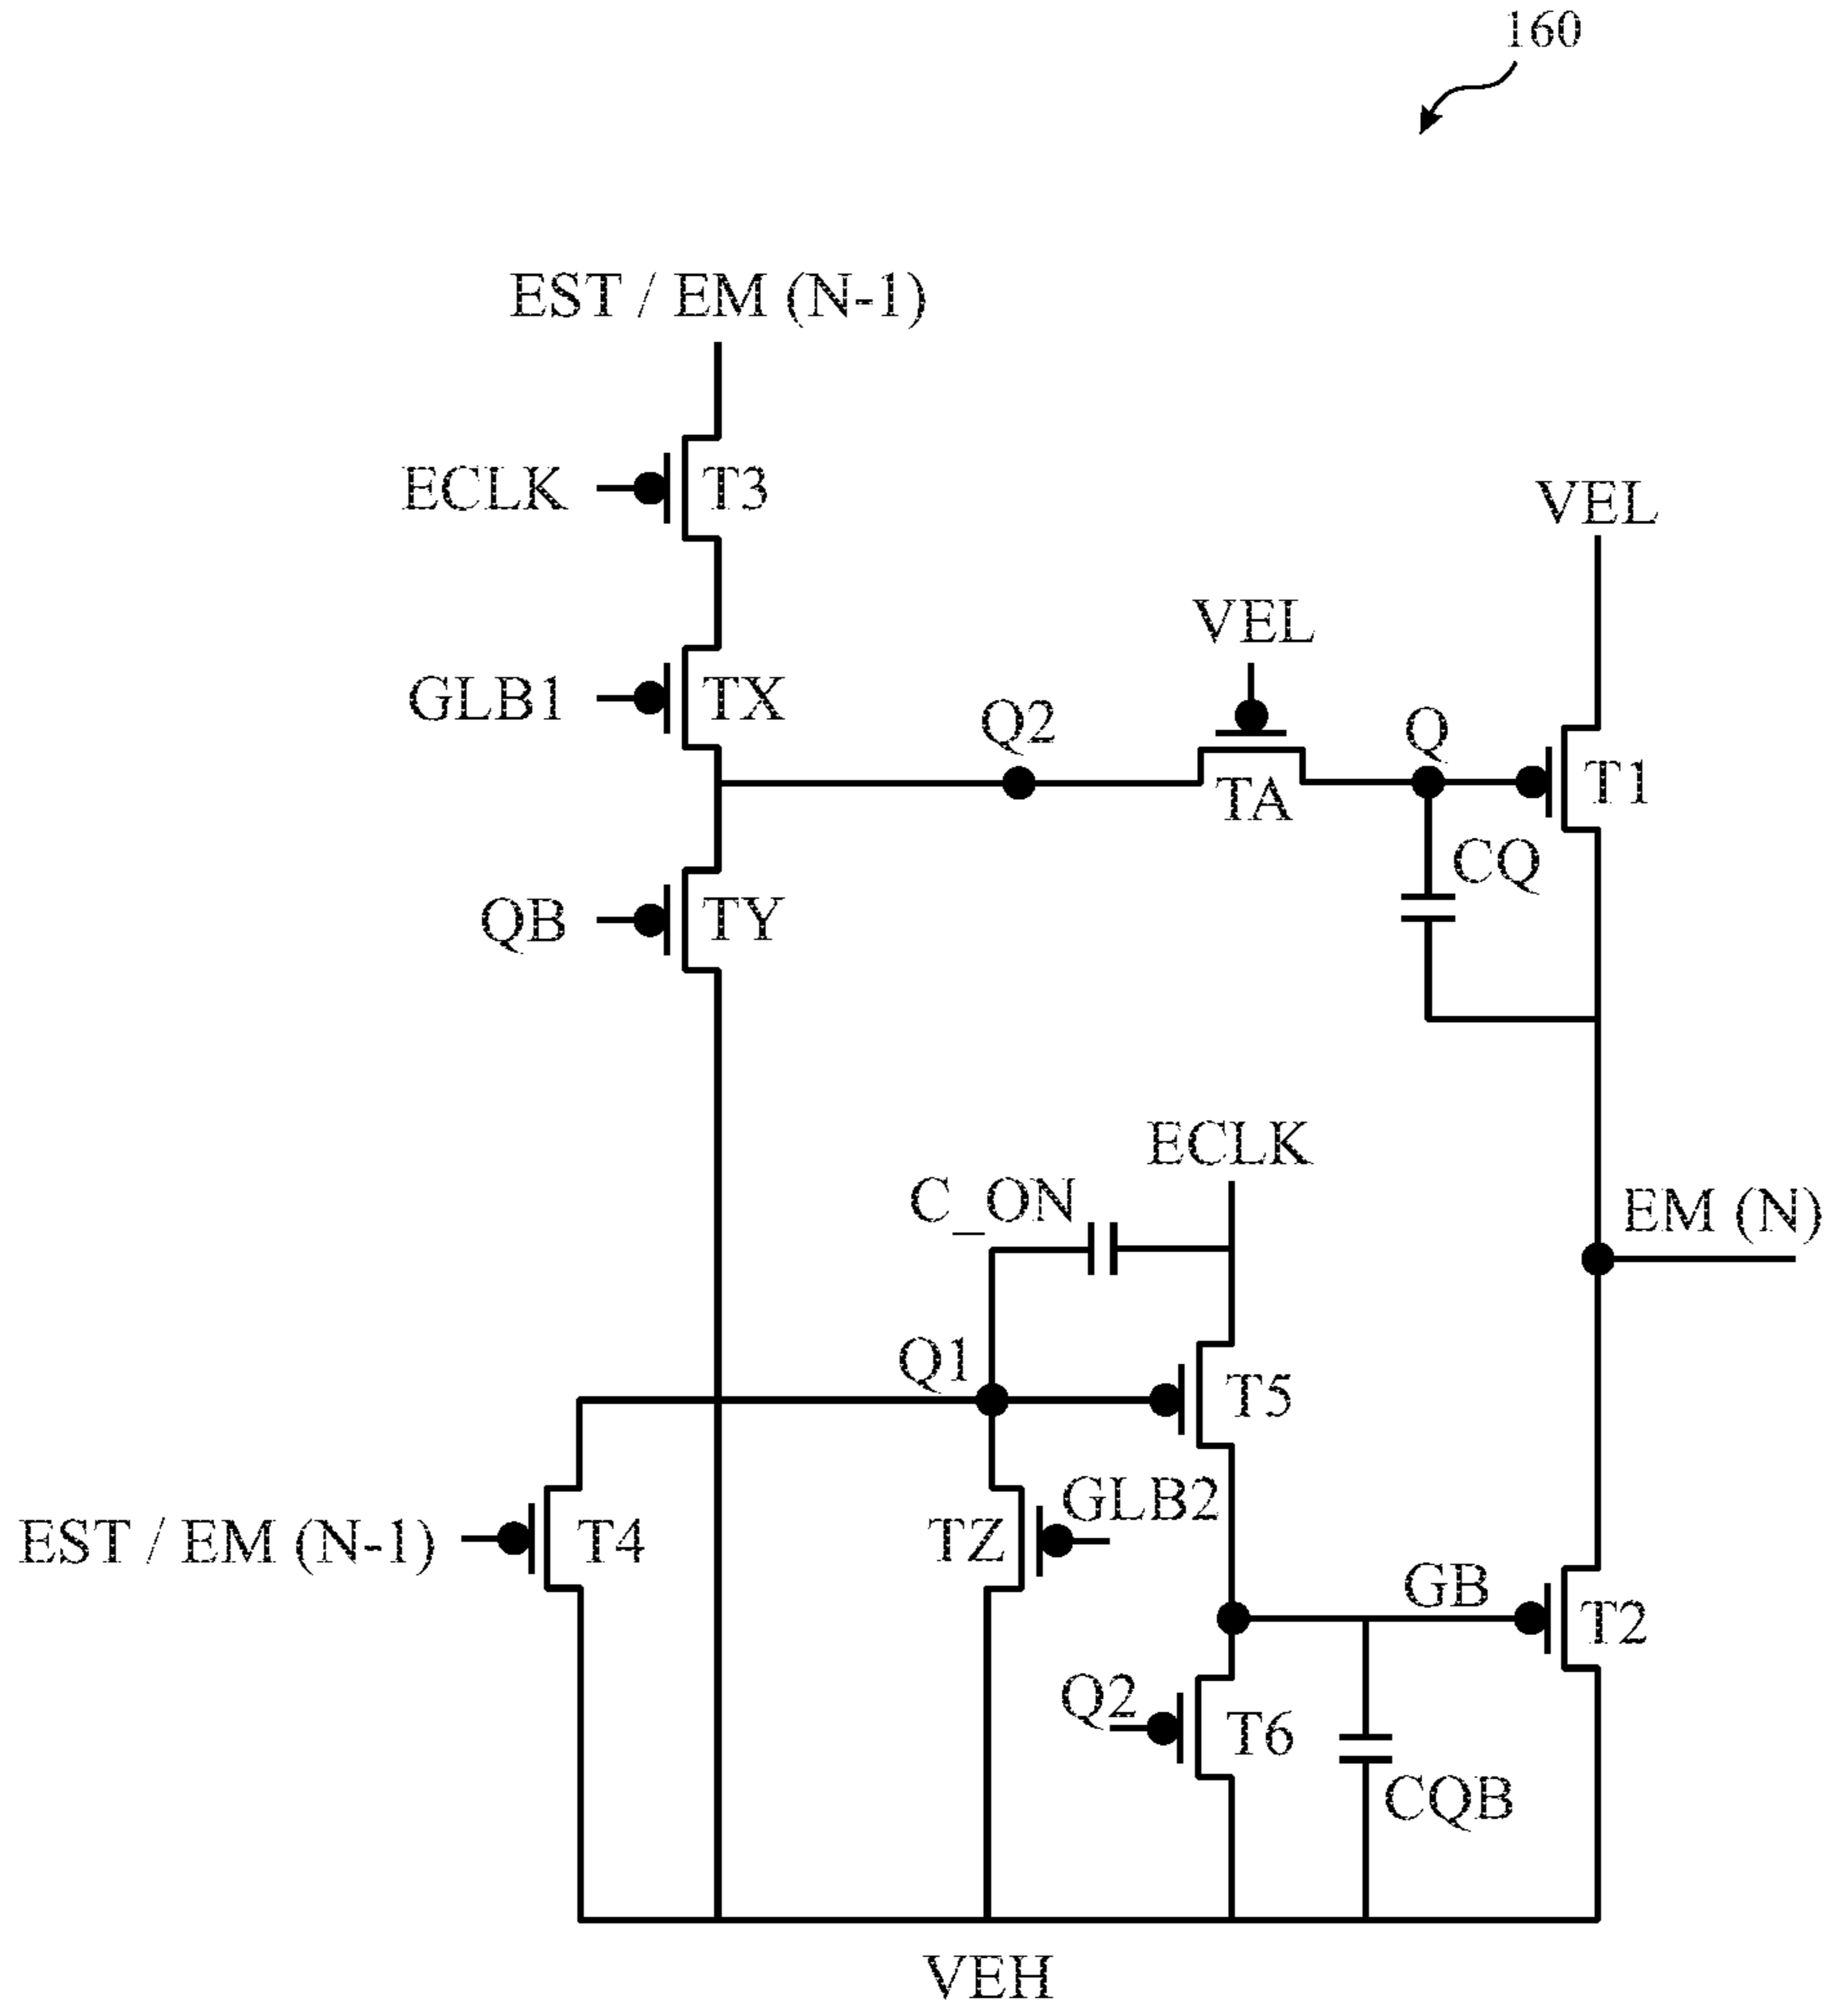 160
EST / EM (N-1)
ECLK
T3
VEL
VEL
GLB1
TX
Q2
Q
TA
T1
CQ
QB
TY
ECLK
C_ON
EM (N)
Q1
T5
GLB2
EST / EM (N-1)
T4
TZ
GB
T2
Q2
T6
CQB
VEH